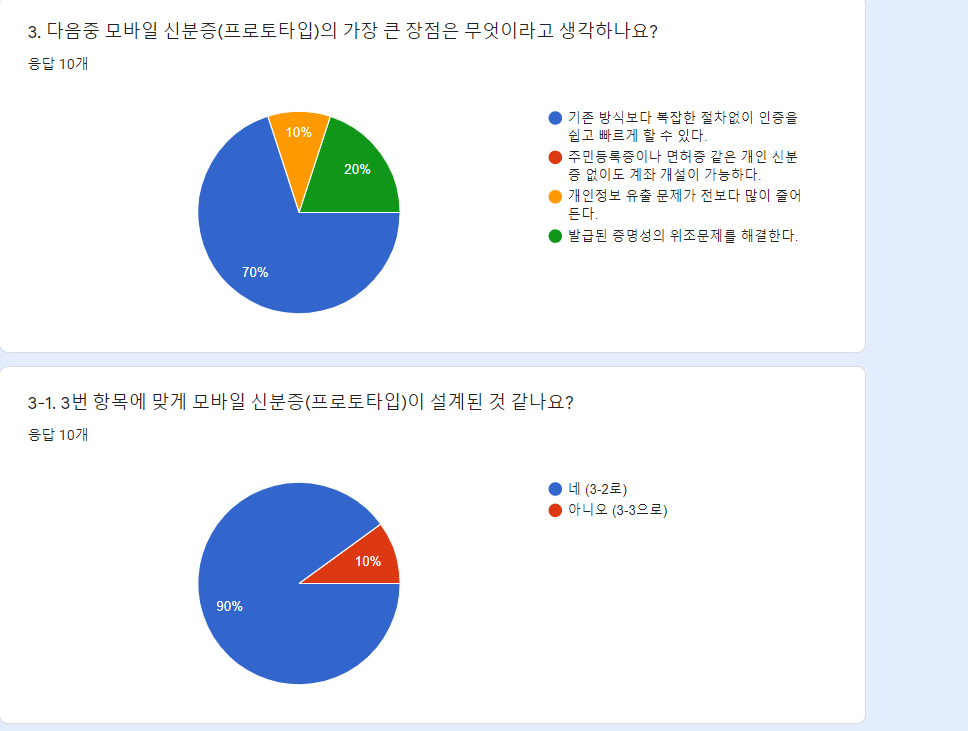 3. 다음중 모바일 신분증(프로토타입)의 가장 큰 장점은 무엇이라고 생각하나요?
응답 10개
10%
20%
70%
기존 방식보다 복잡한 절차없이 인증을
쉽고 빠르게 할 수 있다.
주민등록증이나 면허증 같은 개인 신분
증 없이도 계좌 개설이 가능하다.
개인정보 유출 문제가 전보다 많이 줄어
든다.
발급된 증명성의 위조문제를 해결한다.
3-1. 3번 항목에 맞게 모바일 신분증(프로토타입)이 설계된 것 같나요?
응답 10개
10%
90%
네 (3-2로)
아니오 (3-3으로)